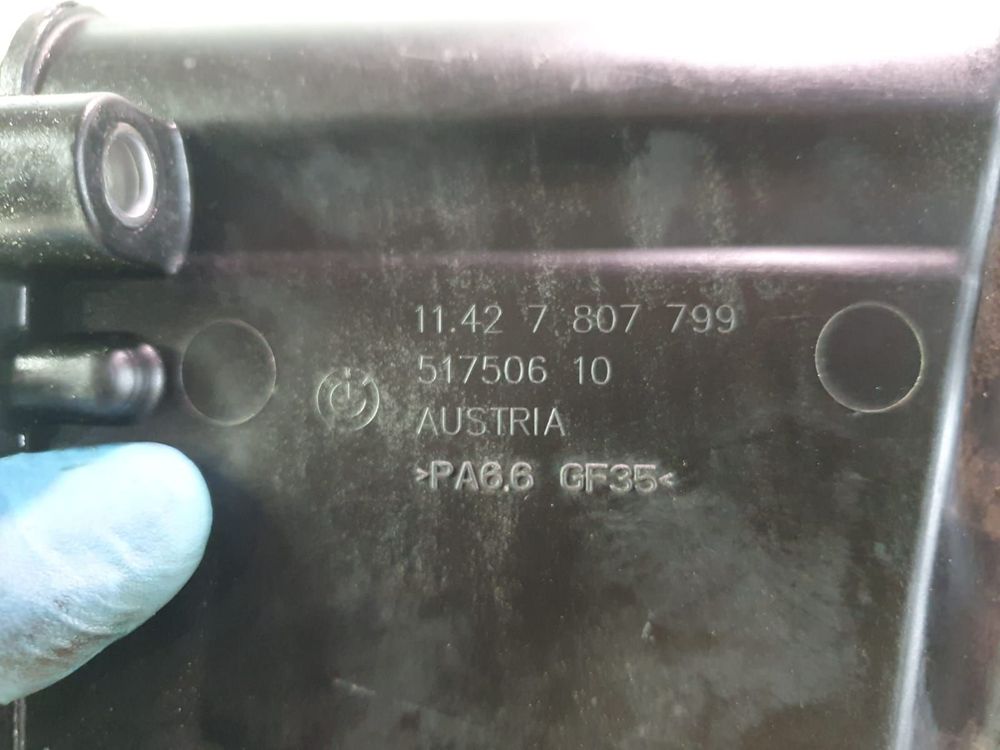 11.42 7 807 799
517506 10
AUSTRIA
>PA6.6 GF35<